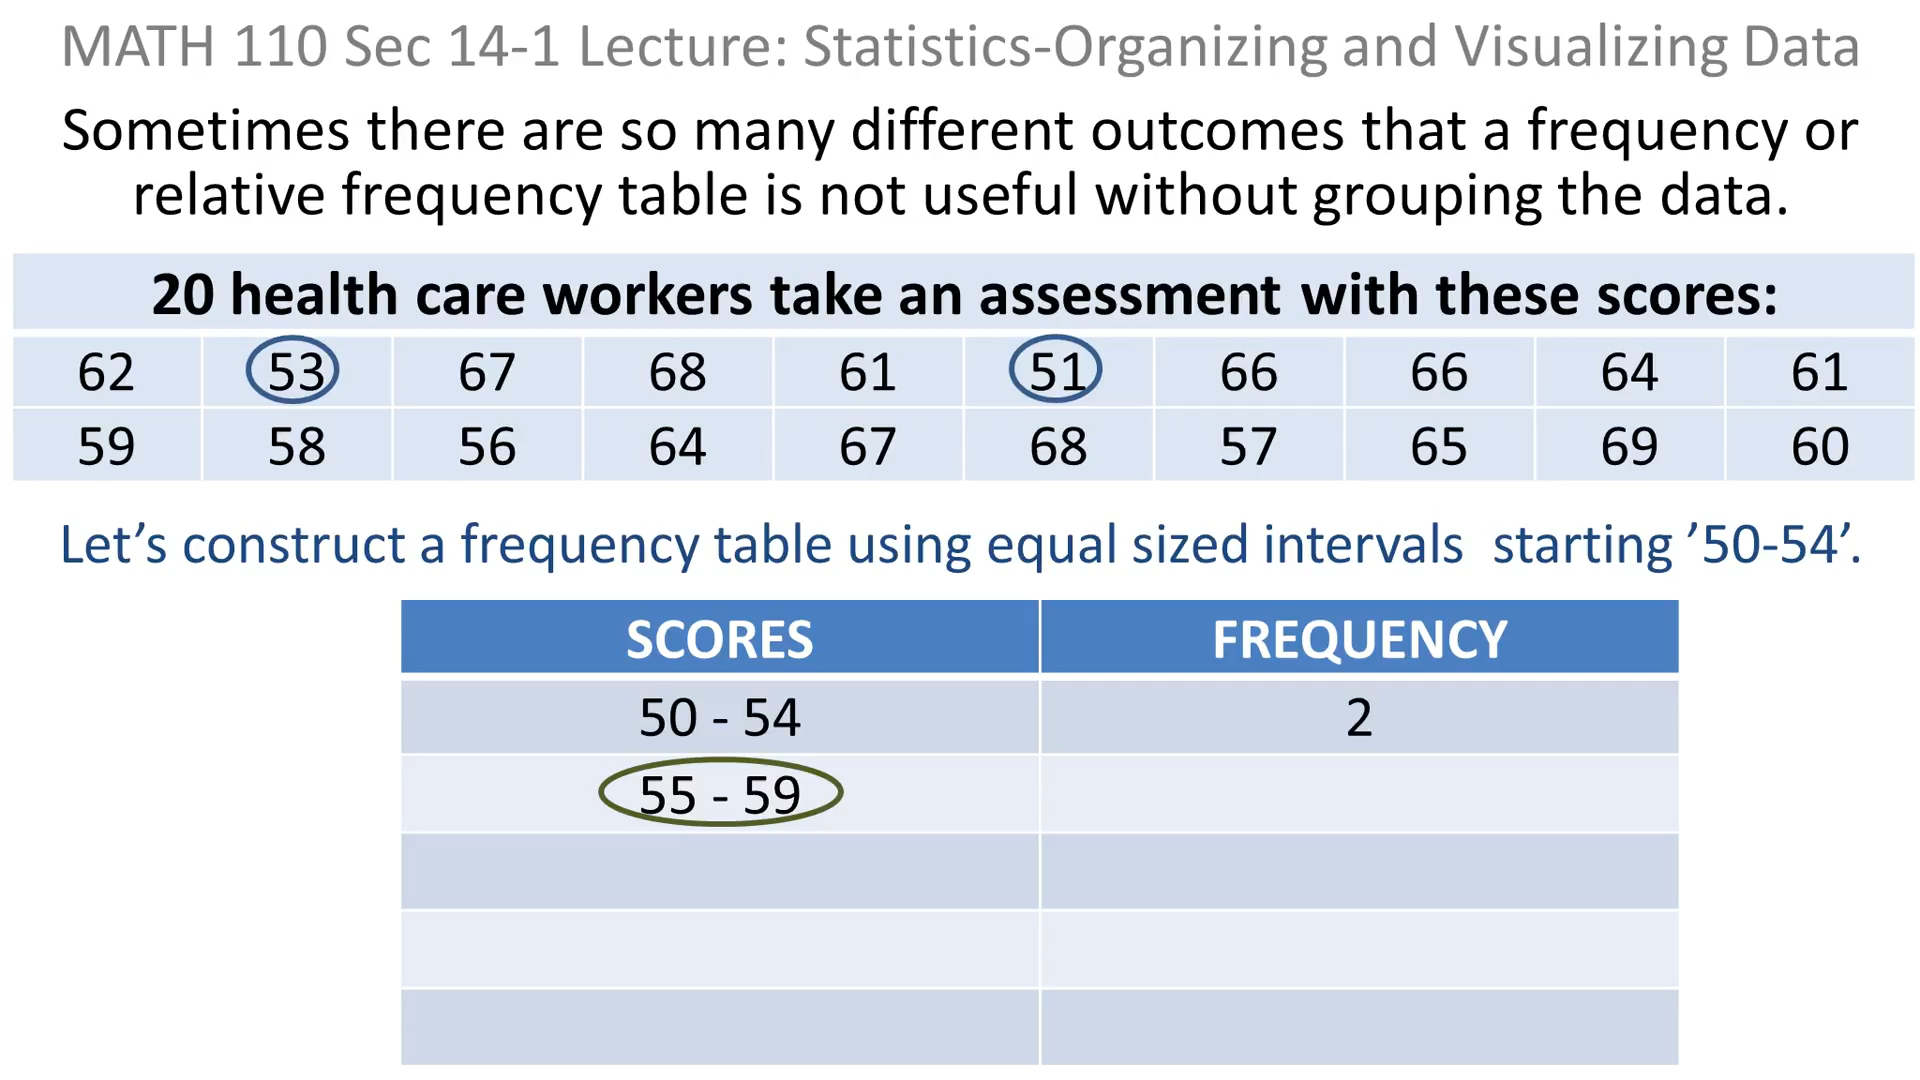 MATH 110 Sec 14-1 Lecture: Statistics-Organizing and Visualizing Data
Sometimes there are so many different outcomes that a frequency or
relative frequency table is not useful without grouping the data.
20 health care workers take an assessment with these scores:
62 53 67 68 61 51 66 66 64 61
59 58 56 64 67 68 57 65 69 60
Let’s construct a frequency table using equal sized intervals  starting ’50-54’.
SCORES FREQUENCY
50 - 54 2
55 - 59